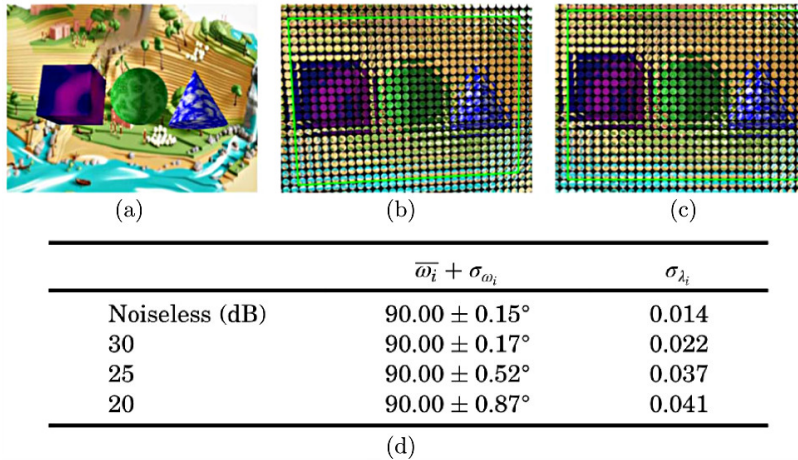 (a) (b) (c)
$\overline{\omega_i} + \sigma_{\omega_i}$ $\sigma_{\lambda_i}$
Noiseless (dB) 90.00 ± 0.15° 0.014
30 90.00 ± 0.17° 0.022
25 90.00 ± 0.52° 0.037
20 90.00 ± 0.87° 0.041
(d)